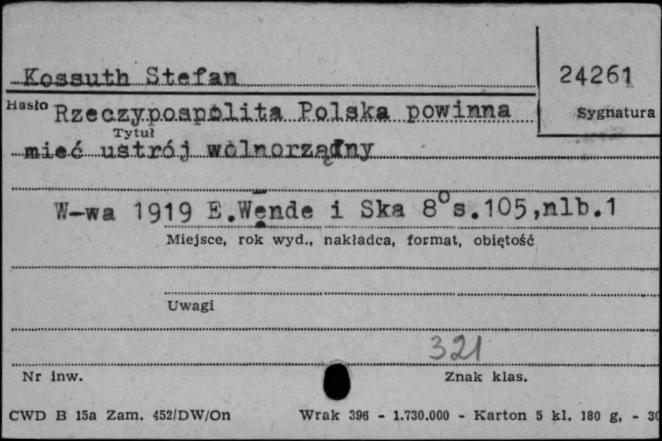 Kossuth Stefan
24261
Hasło Rzeczypospolita Polska powinna
Sygnatura
Tytuł
mieć ustrój wolnorządny
W-wa 1919 E.Wende i Ska 8° s.105,nlb.1
Miejsce, rok wyd., nakładca, format, objętość
Uwagi
321
Nr inw. Znak klas.
CWD B 15a Zam. 452/DW/On Wrak 396 - 1.730.000 - Karton 5 kl. 180 g, - 30